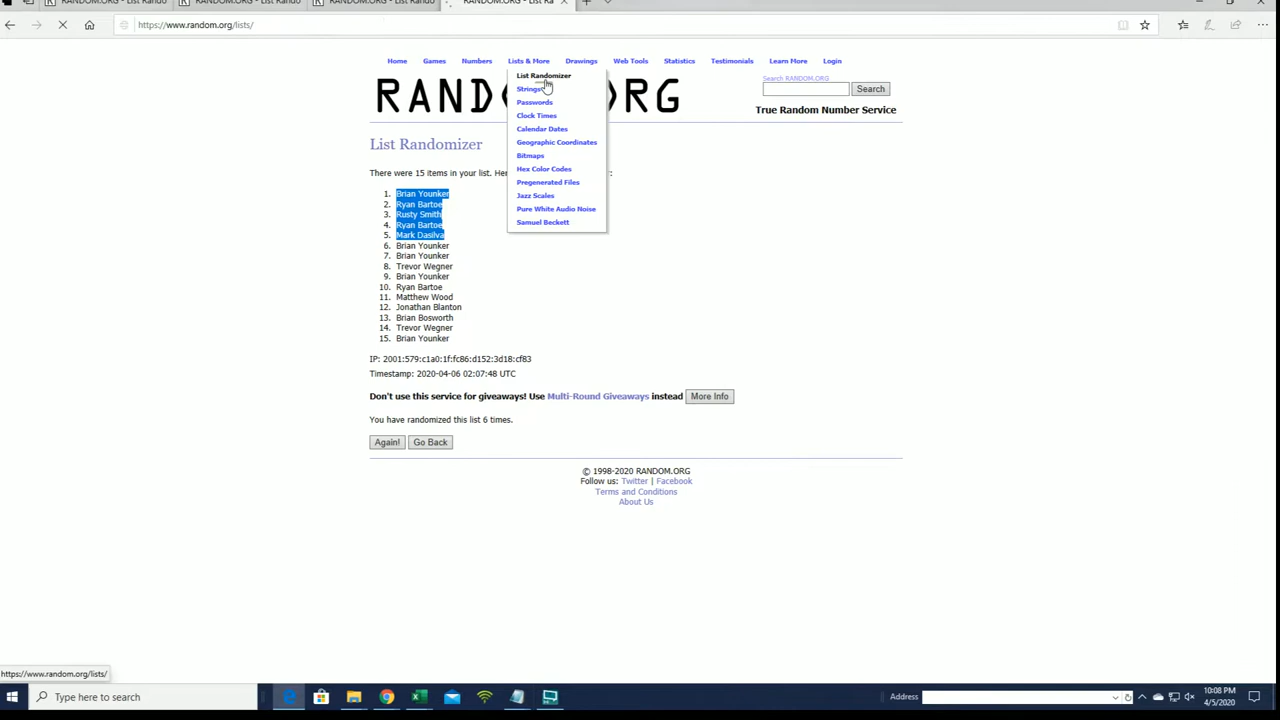 RANDOM.ORG - List Rando
RANDOM.ORG - List Rando
RANDOM.ORG - List Rando
RANDOM.ORG - List Ra
https://www.random.org/lists/
Home Games Numbers Lists & More Drawings Web Tools Statistics Testimonials Learn More Login
List Randomizer
Strings
Passwords
Clock Times
Calendar Dates
Geographic Coordinates
Bitmaps
Hex Color Codes
Pregenerated Files
Jazz Scales
Pure White Audio Noise
Samuel Beckett
Search RANDOM.ORG
Search
True Random Number Service
List Randomizer
There were 15 items in your list. Her
1. Brian Younker
2. Ryan Bartoe
3. Rusty Smith
4. Ryan Bartoe
5. Mark Dasilva
6. Brian Younker
7. Brian Younker
8. Trevor Wegner
9. Brian Younker
10. Ryan Bartoe
11. Matthew Wood
12. Jonathan Blanton
13. Brian Bosworth
14. Trevor Wegner
15. Brian Younker
IP: 2001:579:c1a0:1f:fc86:d152:3d18:cf83
Timestamp: 2020-04-06 02:07:48 UTC
Don't use this service for giveaways! Use Multi-Round Giveaways instead More Info
You have randomized this list 6 times.
Again! Go Back
© 1998-2020 RANDOM.ORG
Follow us: Twitter | Facebook
Terms and Conditions
About Us
https://www.random.org/lists/
Type here to search
Address
10:08 PM
4/5/2020